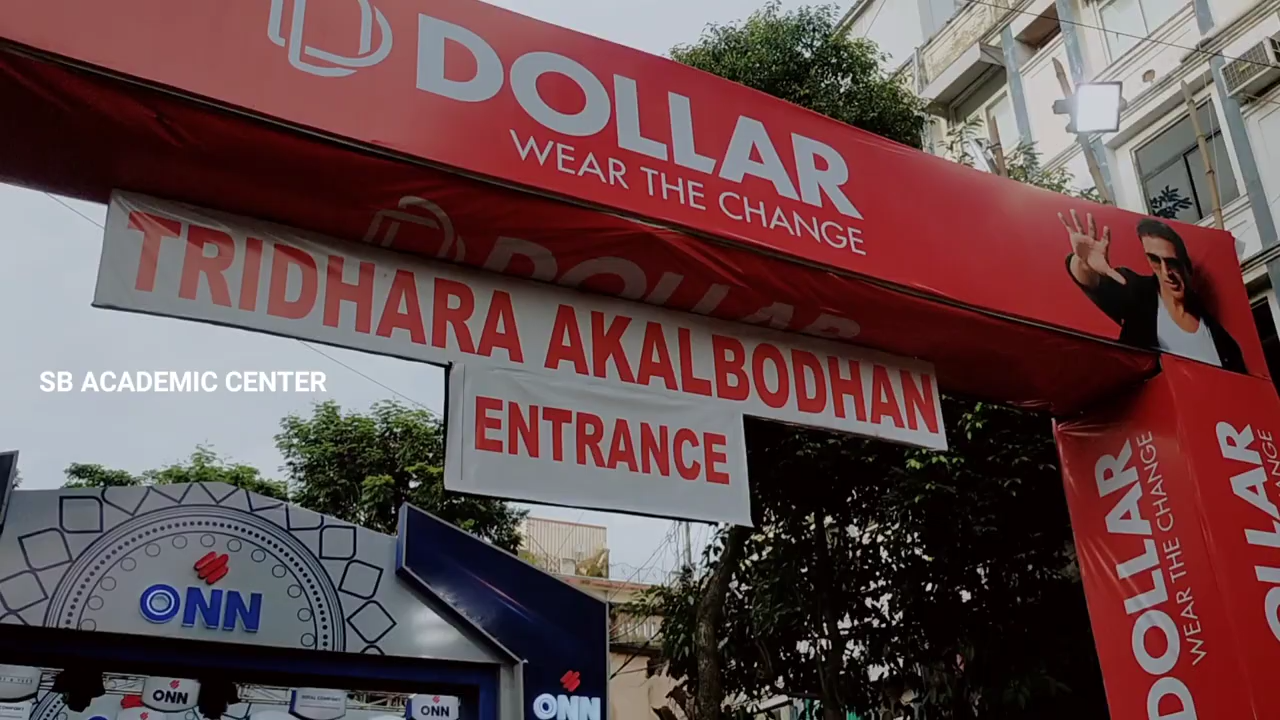 DOLLAR
WEAR THE CHANGE
DOLLAR
TRIDHARA AKALBODHAN
ENTRANCE
SB ACADEMIC CENTER
ONN
ONN
ONN
ONN
DOLLAR
WEAR THE CHANGE
DOLLAR